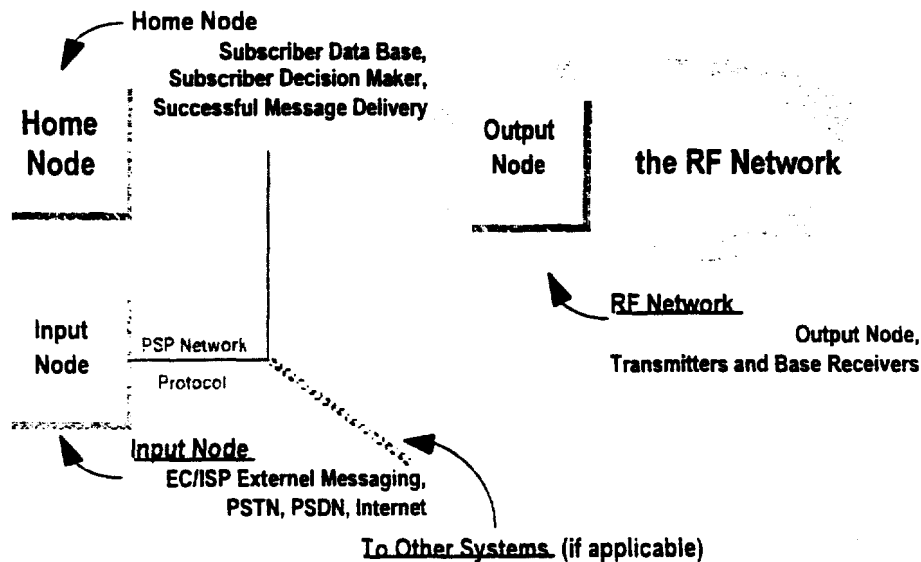 Home Node
Subscriber Data Base,
Subscriber Decision Maker,
Successful Message Delivery
Home
Node
Output
Node
the RF Network
RF Network
Output Node,
Transmitters and Base Receivers
Input
Node
PSP Network
Protocol
Input Node
EC/ISP Externel Messaging,
PSTN, PSDN, Internet
To Other Systems (if applicable)